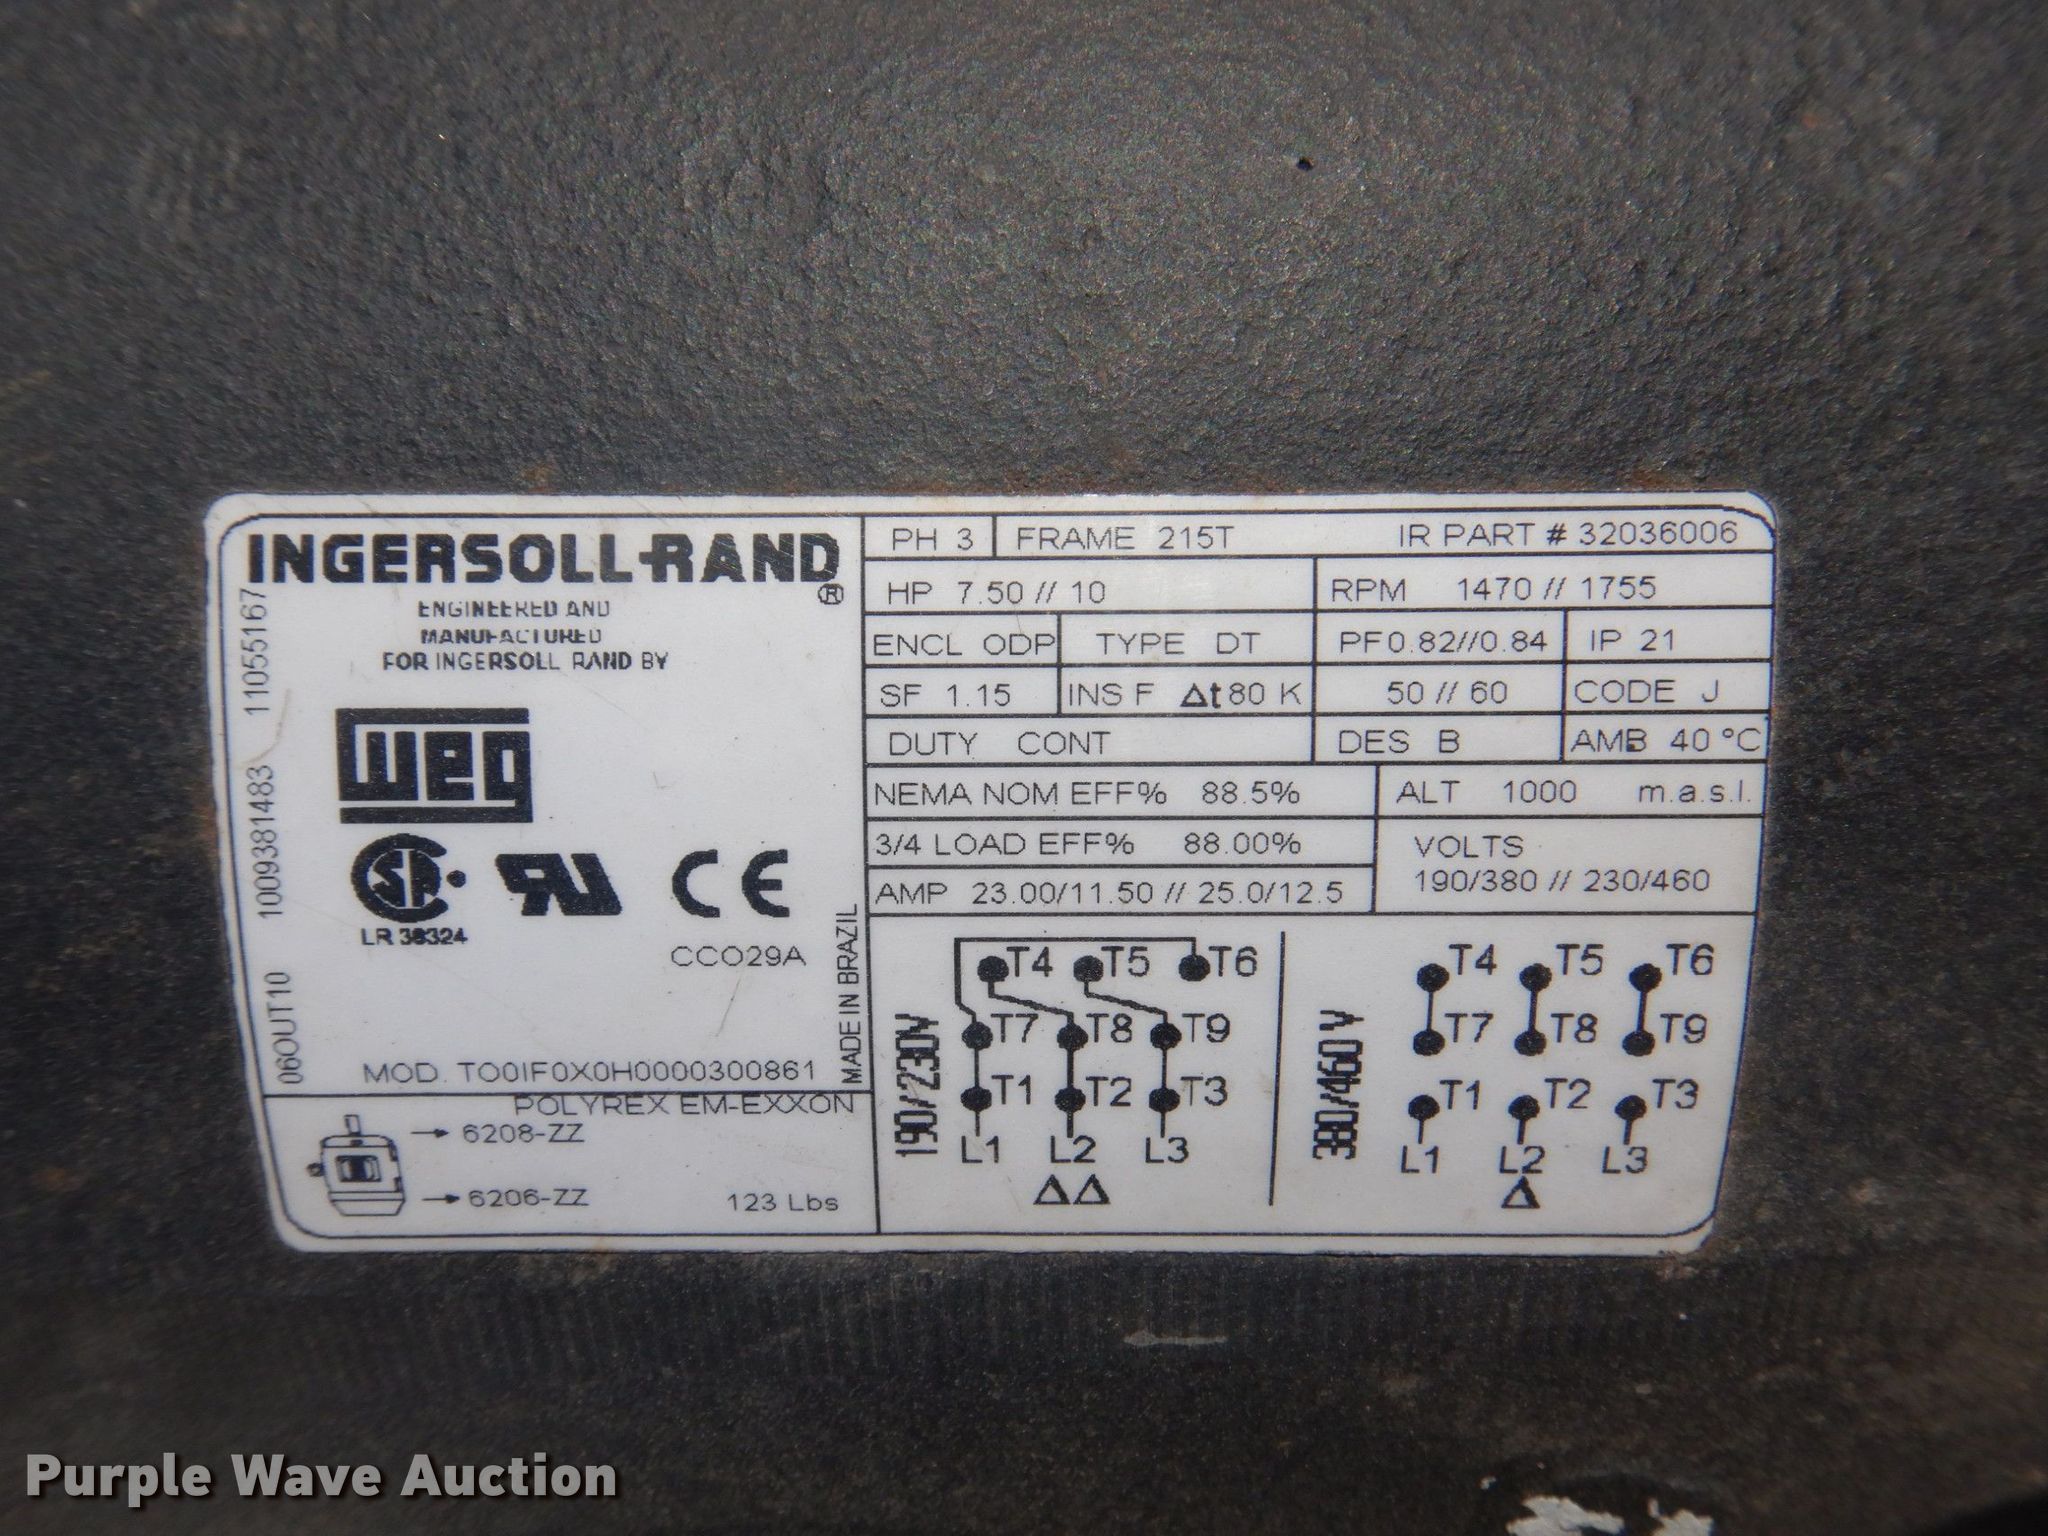 INGERSOLL-RAND ®
ENGINEERED AND
MANUFACTURED
FOR INGERSOLL RAND BY
WEG
LR 38324
CC029A
MOD. TO0IF0X0H0000300861
MADE IN BRAZIL
06OUT10 1009381483 11055167
POLYREX EM-EXXON
6208-ZZ
6206-ZZ
123 Lbs
PH 3 FRAME 215T IR PART # 32036006
HP 7.50 // 10 RPM 1470 // 1755
ENCL ODP TYPE DT PF0.82//0.84 IP 21
SF 1.15 INS F Δt 80 K 50 // 60 CODE J
DUTY CONT DES B AMB 40 °C
NEMA NOM EFF% 88.5% ALT 1000 m.a.s.l.
3/4 LOAD EFF% 88.00% VOLTS
AMP 23.00/11.50 // 25.0/12.5 190/380 // 230/460
190/230V
T4 T5 T6
T7 T8 T9
T1 T2 T3
L1 L2 L3
ΔΔ
380/460V
T4 T5 T6
T7 T8 T9
T1 T2 T3
L1 L2 L3
Δ
Purple Wave Auction